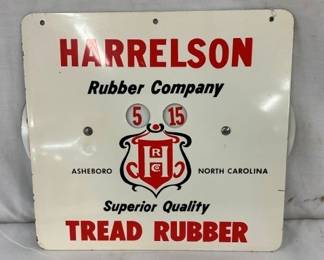 HARRELSON
Rubber Company
5 15
R
H C
ASHEBORO NORTH CAROLINA
Superior Quality
TREAD RUBBER